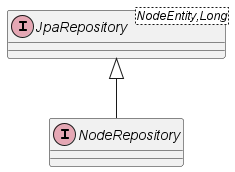 NodeEntity,Long
I JpaRepository
I NodeRepository